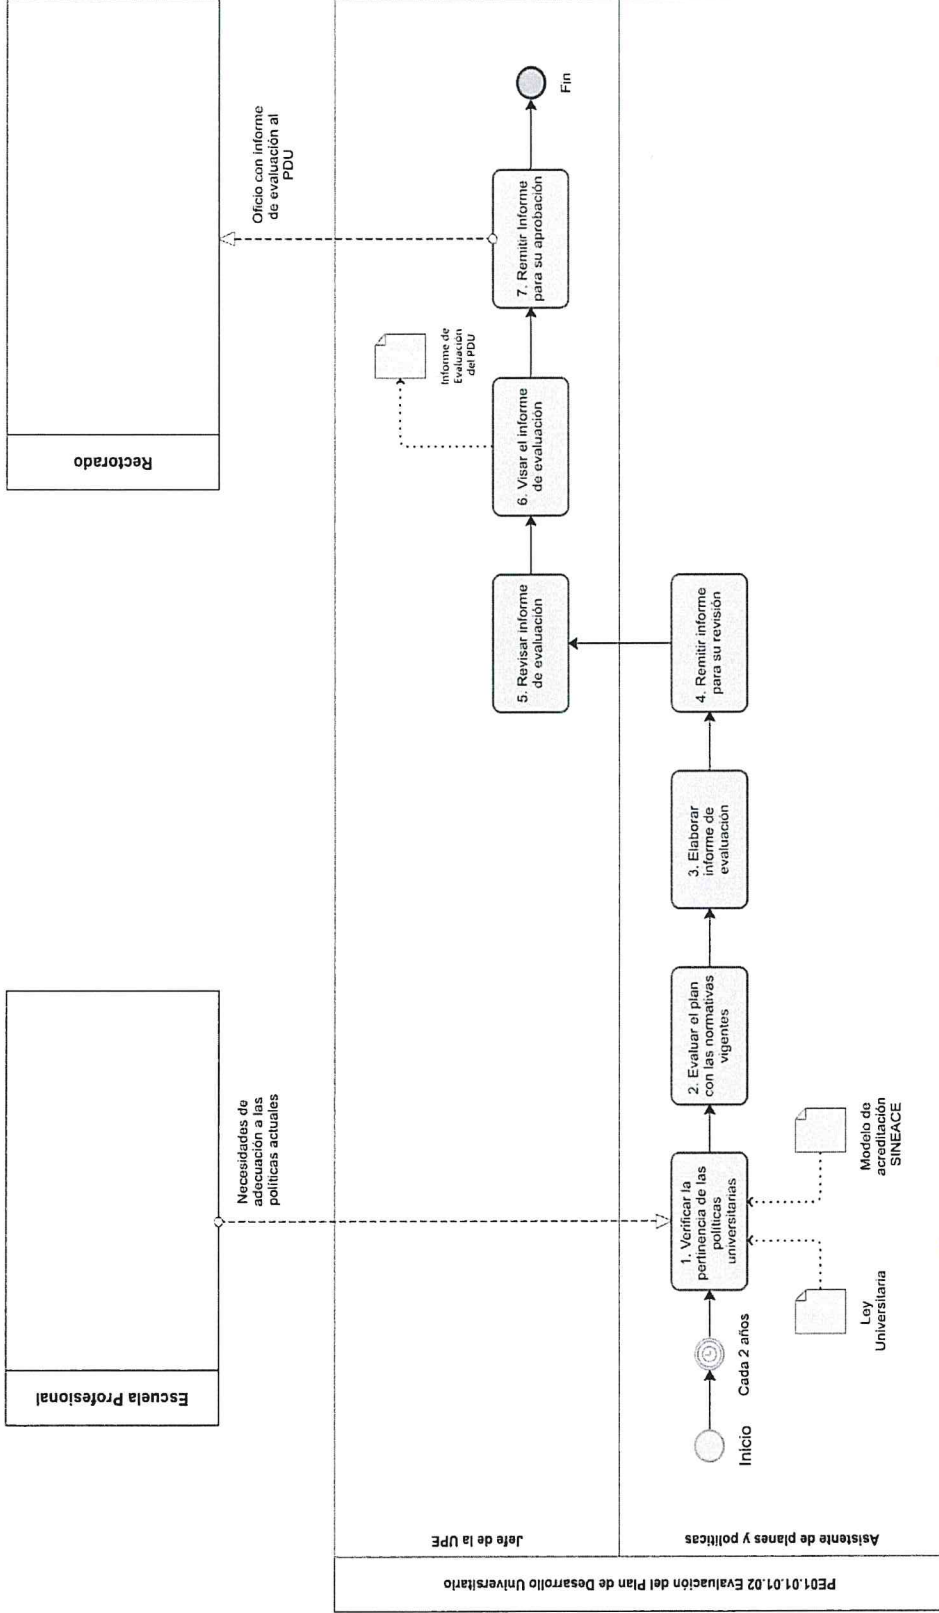 Escuela Profesional
Rectorado
Necesidades de
adecuación a las
políticas actuales
Oficio con informe
de evaluación al
PDU
PE01.01.01.02 Evaluación del Plan de Desarrollo Universitario
Jefe de la UPE
5. Revisar informe
de evaluación
6. Visar el informe
de evaluación
Informe de
Evaluación
del PDU
7. Remitir Informe
para su aprobación
Fin
Asistente de planes y políticas
Inicio
Cada 2 años
1. Verificar la
pertinencia de las
políticas
universitarias
Ley
Universitaria
Modelo de
acreditación
SINEACE
2. Evaluar el plan
con las normativas
vigentes
3. Elaborar
informe de
evaluación
4. Remitir informe
para su revisión